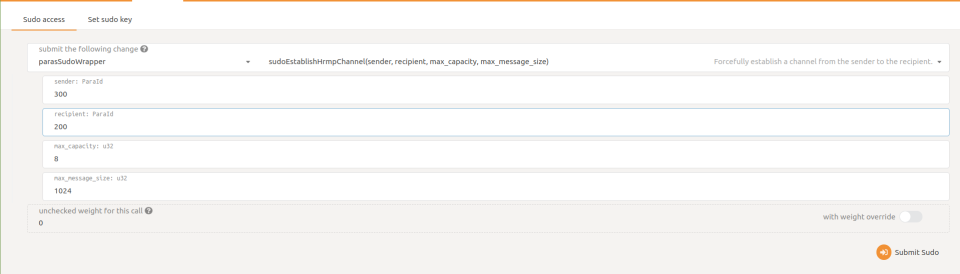 Sudo access Set sudo key
submit the following change
parasSudoWrapper sudoEstablishHrmpChannel(sender, recipient, max_capacity, max_message_size) Forcefully establish a channel from the sender to the recipient.
sender: ParaId
300
recipient: ParaId
200
max_capacity: u32
8
max_message_size: u32
1024
unchecked weight for this call
0
with weight override
Submit Sudo